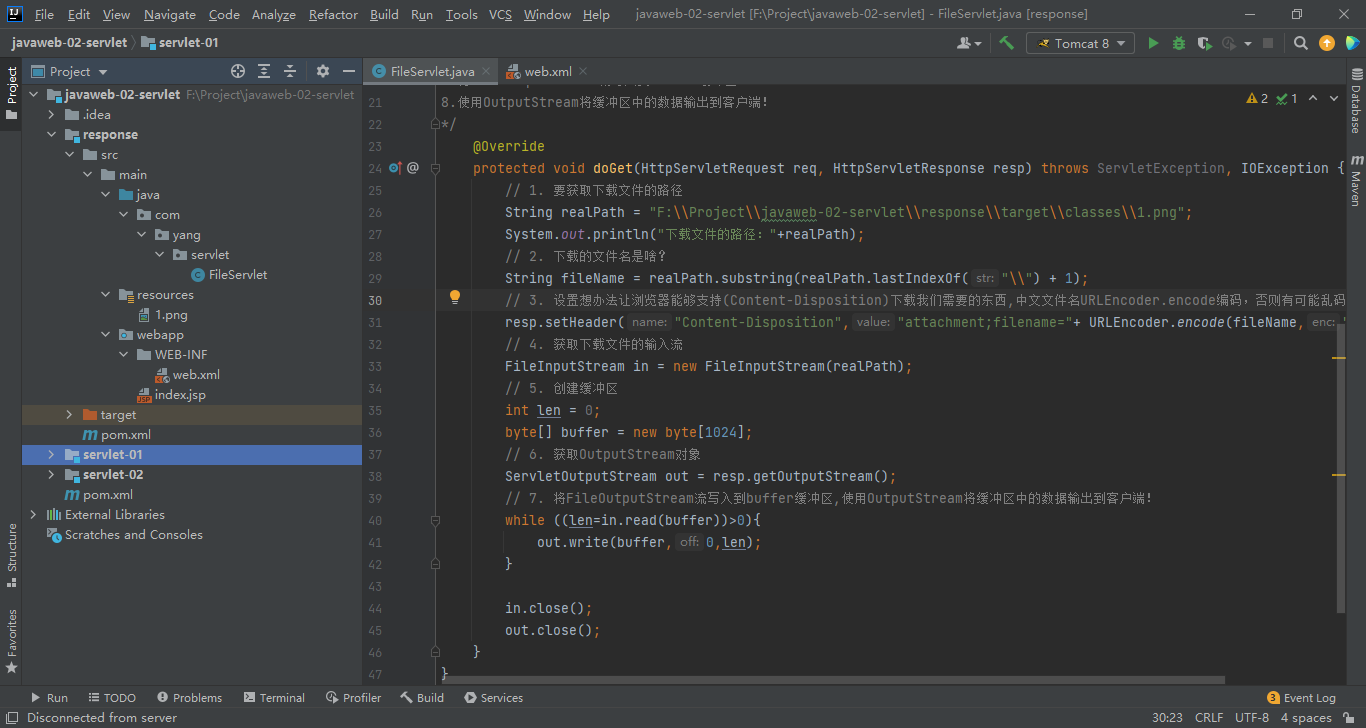 File Edit View Navigate Code Analyze Refactor Build Run Tools VCS Window Help javaweb-02-servlet [F:\Project\javaweb-02-servlet] - FileServlet.java [response]
javaweb-02-servlet servlet-01 Tomcat 8
Project FileServlet.java web.xml
Project
Structure
Favorites
javaweb-02-servlet F:\Project\javaweb-02-servlet
.idea
response
src
main
java
com
yang
servlet
FileServlet
resources
1.png
webapp
WEB-INF
web.xml
index.jsp
target
pom.xml
servlet-01
servlet-02
pom.xml
External Libraries
Scratches and Consoles
2 1
21 8.使用OutputStream将缓冲区中的数据输出到客户端!
22 */
23 @Override
24 protected void doGet(HttpServletRequest req, HttpServletResponse resp) throws ServletException, IOException {
25 // 1. 要获取下载文件的路径
26 String realPath = "F:\\Project\\javaweb-02-servlet\\response\\target\\classes\\1.png";
27 System.out.println("下载文件的路径："+realPath);
28 // 2. 下载的文件名是啥?
29 String fileName = realPath.substring(realPath.lastIndexOf( str: "\\") + 1);
30 // 3. 设置想办法让浏览器能够支持(Content-Disposition)下载我们需要的东西,中文文件名URLEncoder.encode编码，否则有可能乱码
31 resp.setHeader( name: "Content-Disposition", value: "attachment;filename="+ URLEncoder.encode(fileName, enc: "
32 // 4. 获取下载文件的输入流
33 FileInputStream in = new FileInputStream(realPath);
34 // 5. 创建缓冲区
35 int len = 0;
36 byte[] buffer = new byte[1024];
37 // 6. 获取OutputStream对象
38 ServletOutputStream out = resp.getOutputStream();
39 // 7. 将FileOutputStream流写入到buffer缓冲区,使用OutputStream将缓冲区中的数据输出到客户端!
40 while ((len=in.read(buffer))>0){
41 out.write(buffer, off: 0,len);
42 }
43
44 in.close();
45 out.close();
46 }
47 }
Database
Maven
Run TODO Problems Terminal Profiler Build Services 3 Event Log
Disconnected from server 30:23 CRLF UTF-8 4 spaces